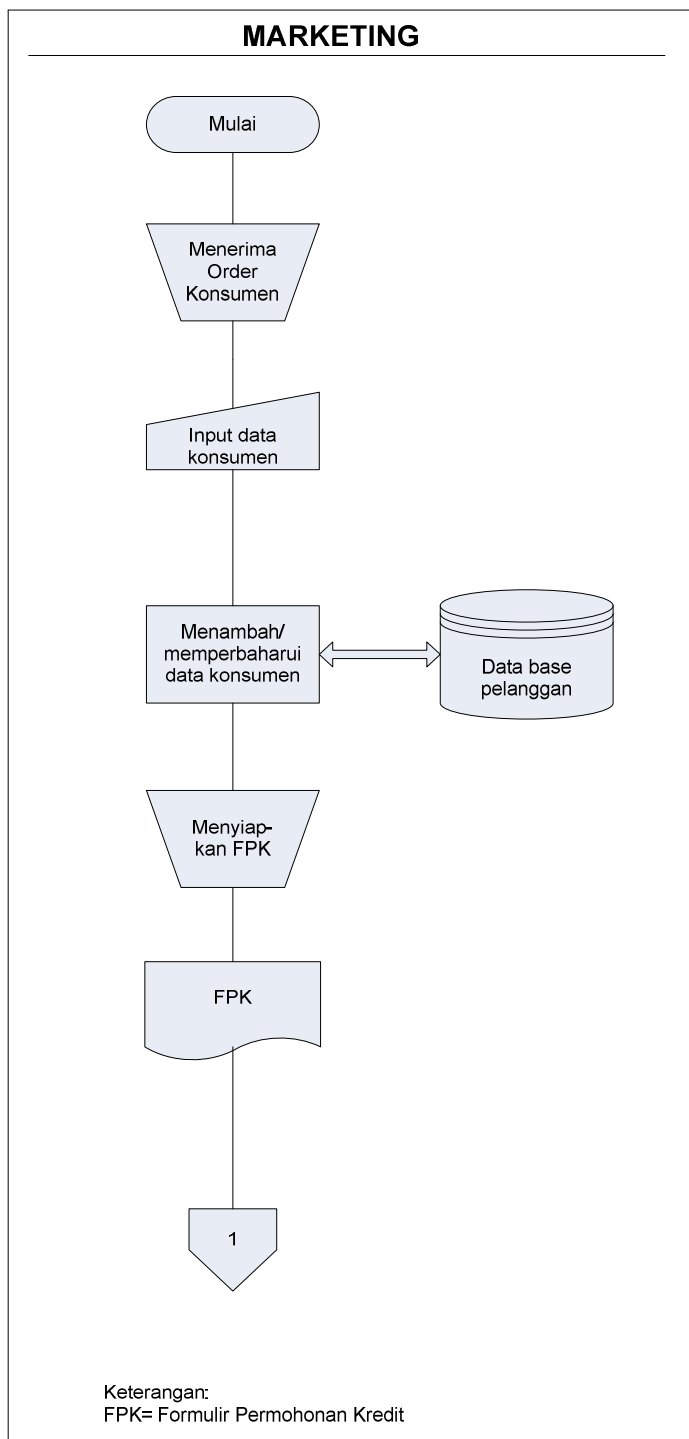 MARKETING
Mulai
Menerima
Order
Konsumen
Input data
konsumen
Menambah/
memperbaharui
data konsumen
Data base
pelanggan
Menyiap-
kan FPK
FPK
1
Keterangan:
FPK= Formulir Permohonan Kredit